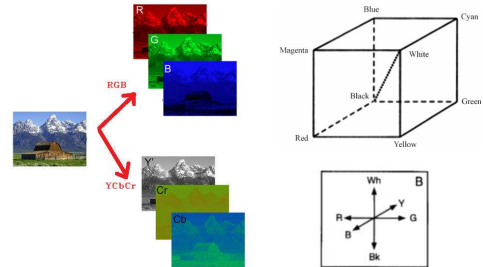 R
G
B
RGB
YCbCr
Y'
Cr
Cb
Blue
Cyan
Magenta
White
Black
Green
Red
Yellow
B
Wh
Y
R
G
B
Bk